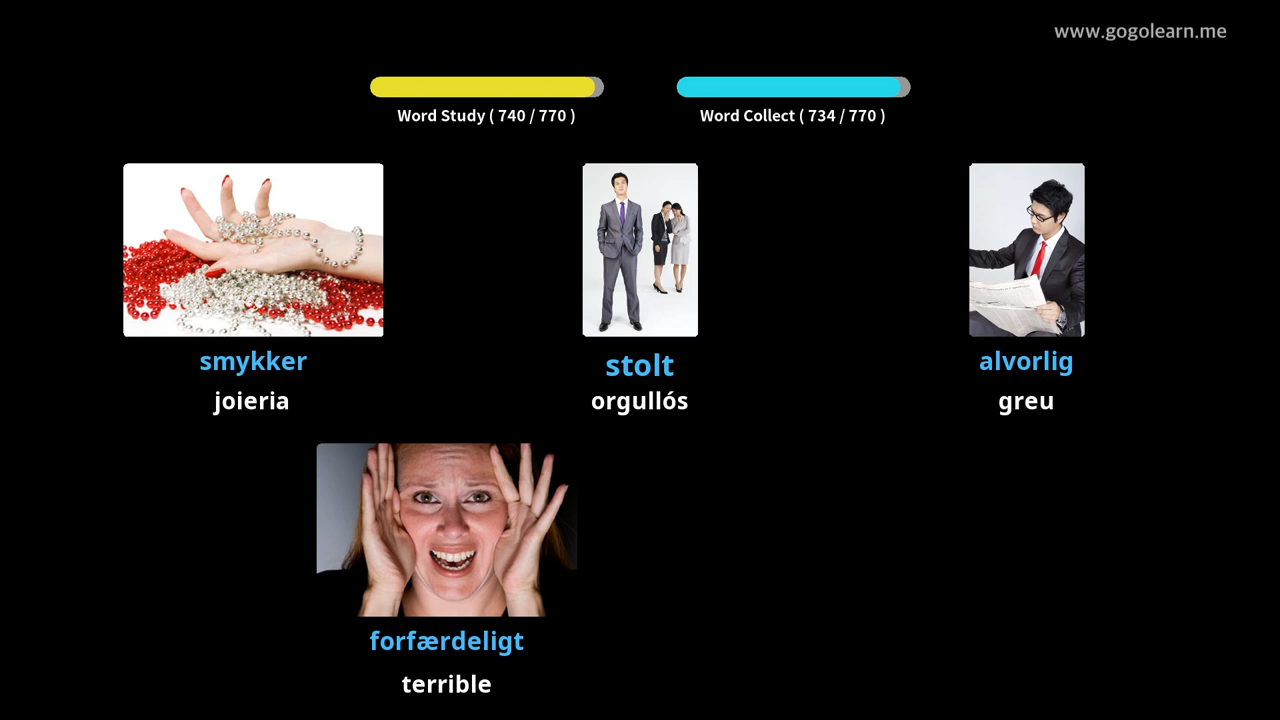 www.gogolearn.me
Word Study ( 740 / 770 )
Word Collect ( 734 / 770 )
smykker
joieria
stolt
orgullós
alvorlig
greu
forfærdeligt
terrible